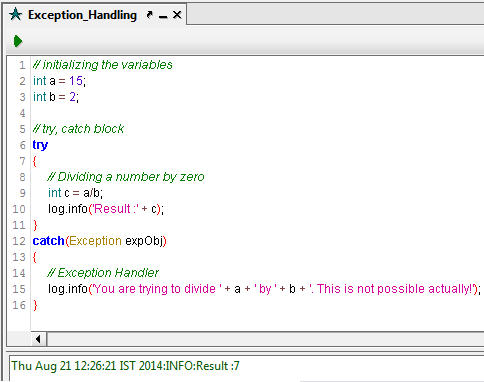 Exception_Handling
1 // initializing the variables
2 int a = 15;
3 int b = 2;
4
5 // try, catch block
6 try
7 {
8 // Dividing a number by zero
9 int c = a/b;
10 log.info('Result :' + c);
11 }
12 catch(Exception expObj)
13 {
14 // Exception Handler
15 log.info('You are trying to divide ' + a + ' by ' + b + '. This is not possible actually!');
16 }
Thu Aug 21 12:26:21 IST 2014:INFO:Result :7